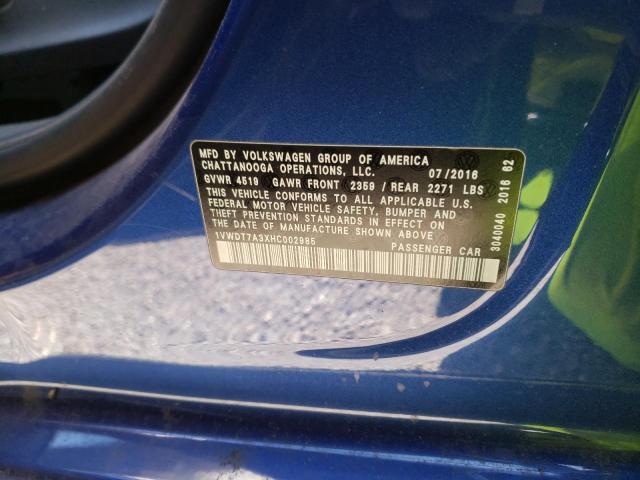 MFD BY VOLKSWAGEN GROUP OF AMERICA
CHATTANOOGA OPERATIONS, LLC. 07/2016
GVWR 4519 GAWR FRONT 2359 / REAR 2271 LBS
THIS VEHICLE CONFORMS TO ALL APPLICABLE U.S.
FEDERAL MOTOR VEHICLE SAFETY, BUMPER AND
THEFT PREVENTION STANDARDS IN EFFECT ON
THE DATE OF MANUFACTURE SHOWN ABOVE
1VWDT7A3XHC002985 PASSENGER CAR
3040040 2016 62